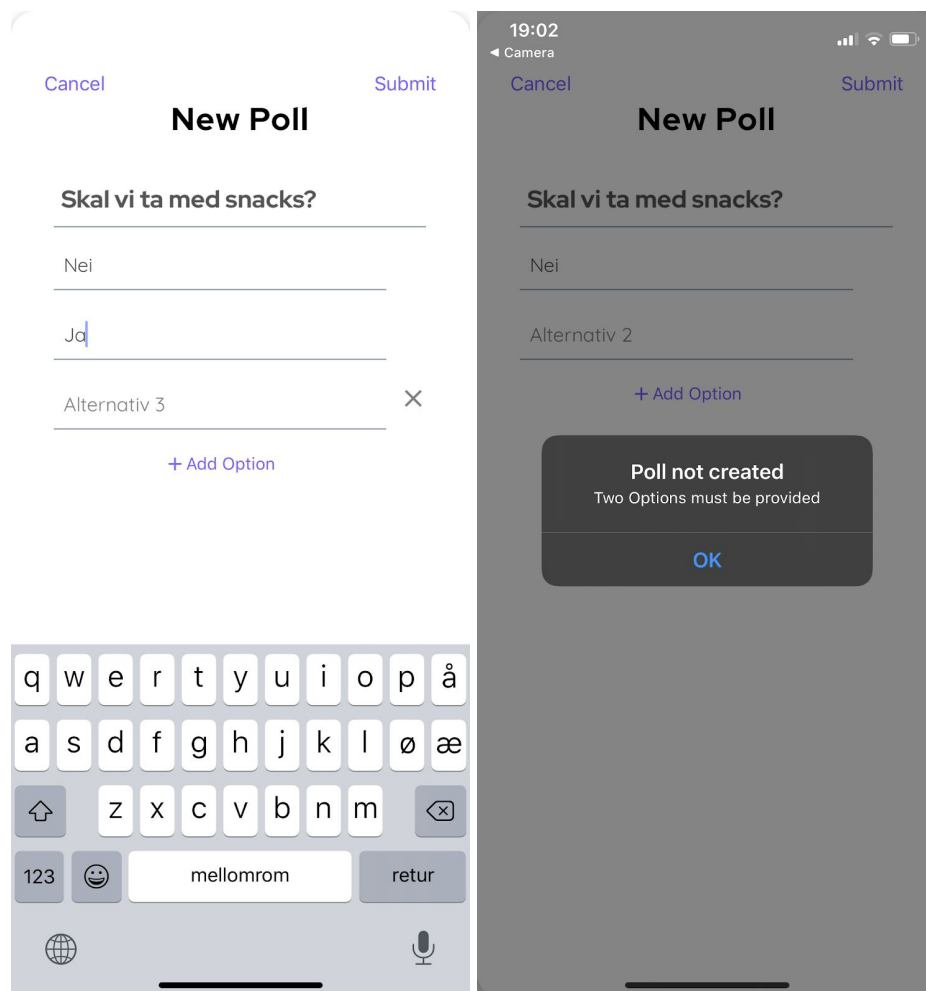 Cancel
Submit
New Poll
Skal vi ta med snacks?
Nei
Ja
Alternativ 3
+ Add Option
q w e r t y u i o p å
a s d f g h j k l ø æ
z x c v b n m
123
mellomrom
retur
19:02
◀ Camera
Cancel
Submit
New Poll
Skal vi ta med snacks?
Nei
Alternativ 2
+ Add Option
Poll not created
Two Options must be provided
OK